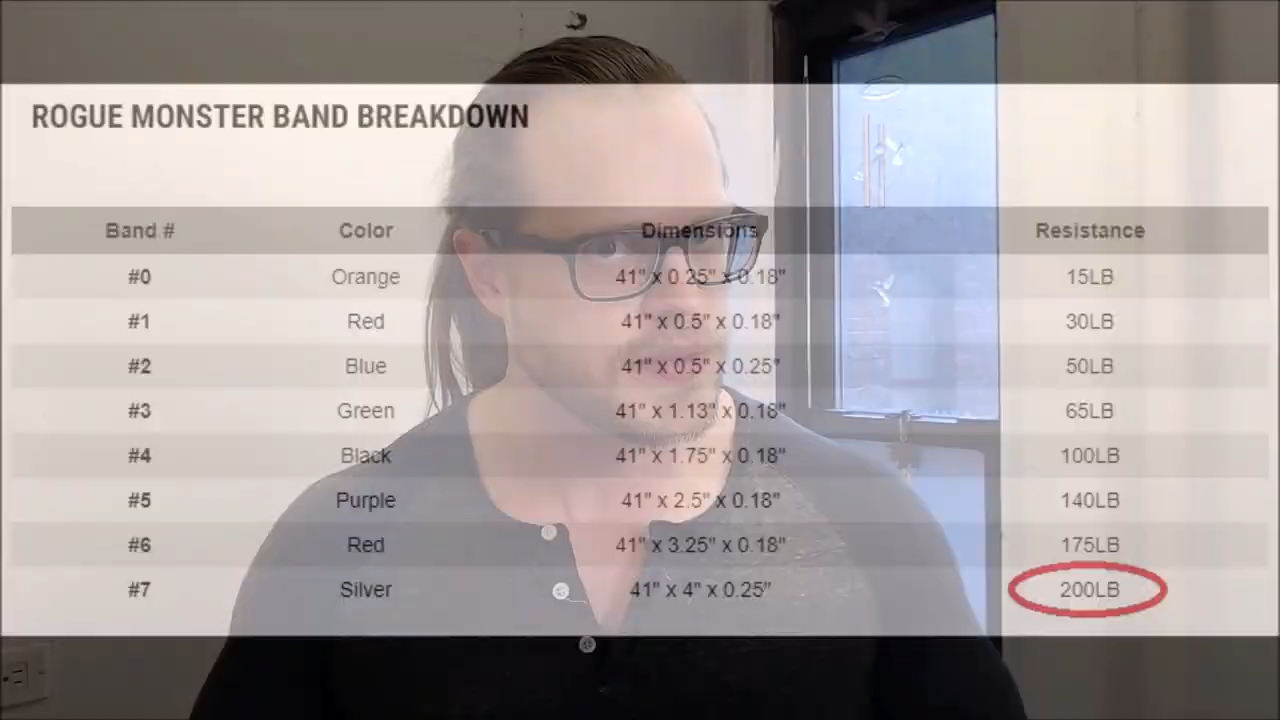 ROGUE MONSTER BAND BREAKDOWN
Band # Color Dimensions Resistance
#0 Orange 41" x 0.25" x 0.18" 15LB
#1 Red 41" x 0.5" x 0.18" 30LB
#2 Blue 41" x 0.5" x 0.25" 50LB
#3 Green 41" x 1.13" x 0.18" 65LB
#4 Black 41" x 1.75" x 0.18" 100LB
#5 Purple 41" x 2.5" x 0.18" 140LB
#6 Red 41" x 3.25" x 0.18" 175LB
#7 Silver 41" x 4" x 0.25" 200LB